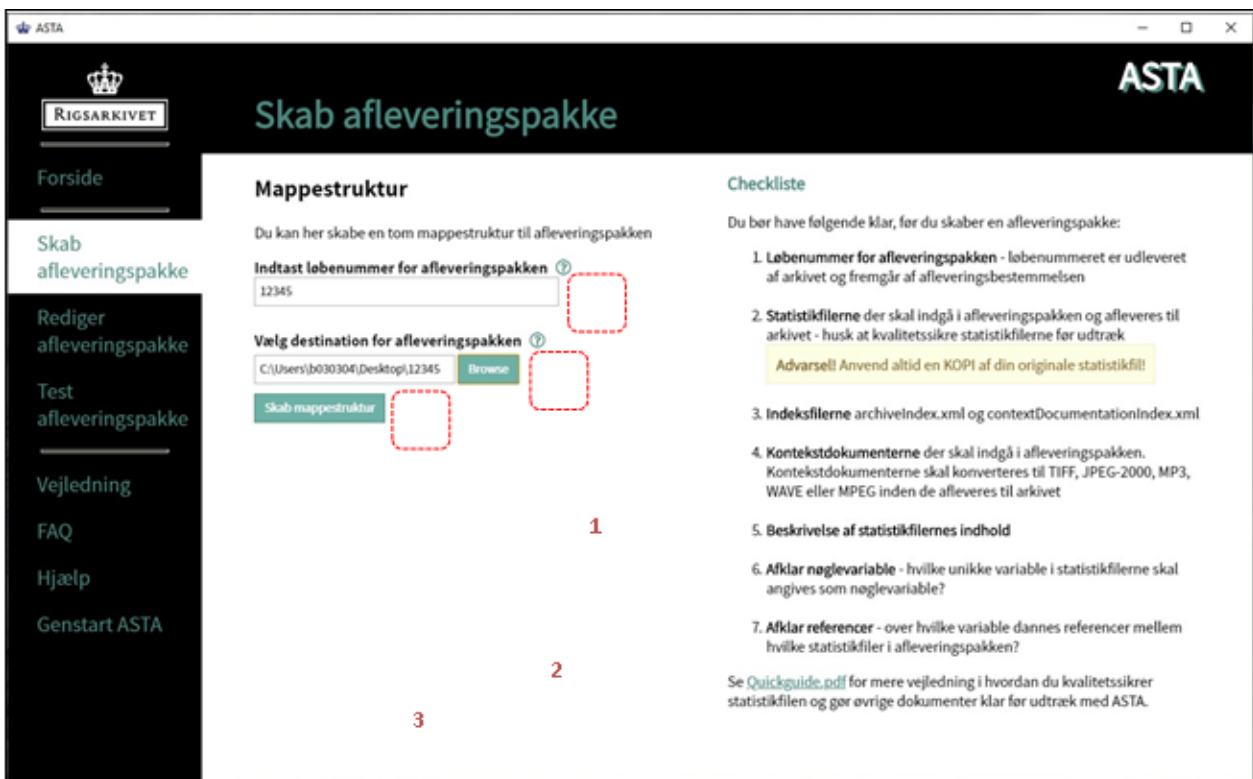 ASTA
RIGSARKIVET
ASTA
Skab afleveringspakke
Forside
Skab
afleveringspakke
Rediger
afleveringspakke
Test
afleveringspakke
Vejledning
FAQ
Hjælp
Genstart ASTA
Mappestruktur
Du kan her skabe en tom mappestruktur til afleveringspakken
Indtast løbenummer for afleveringspakken ?
12345
Vælg destination for afleveringspakken ?
C:\Users\b030304\Desktop\12345 Browse
Skab mappestruktur
1
2
3
Checkliste
Du bør have følgende klar, før du skaber en afleveringspakke:
1. Løbenummer for afleveringspakken - løbenummeret er udleveret
af arkivet og fremgår af afleveringsbestemmelsen
2. Statistikfilerne der skal indgå i afleveringspakken og afleveres til
arkivet - husk at kvalitetssikre statistikfilerne før udtræk
Advarsel! Anvend altid en KOPI af din originale statistikfil!
3. Indeksfilerne archiveIndex.xml og contextDocumentationIndex.xml
4. Kontekstdokumenterne der skal indgå i afleveringspakken.
Kontekstdokumenterne skal konverteres til TIFF, JPEG-2000, MP3,
WAVE eller MPEG inden de afleveres til arkivet
5. Beskrivelse af statistikfilernes indhold
6. Afklar nøglevariable - hvilke unikke variable i statistikfilerne skal
angives som nøglevariable?
7. Afklar referencer - over hvilke variable dannes referencer mellem
hvilke statistikfiler i afleveringspakken?
Se Quickguide.pdf for mere vejledning i hvordan du kvalitetssikrer
statistikfilen og gør øvrige dokumenter klar før udtræk med ASTA.